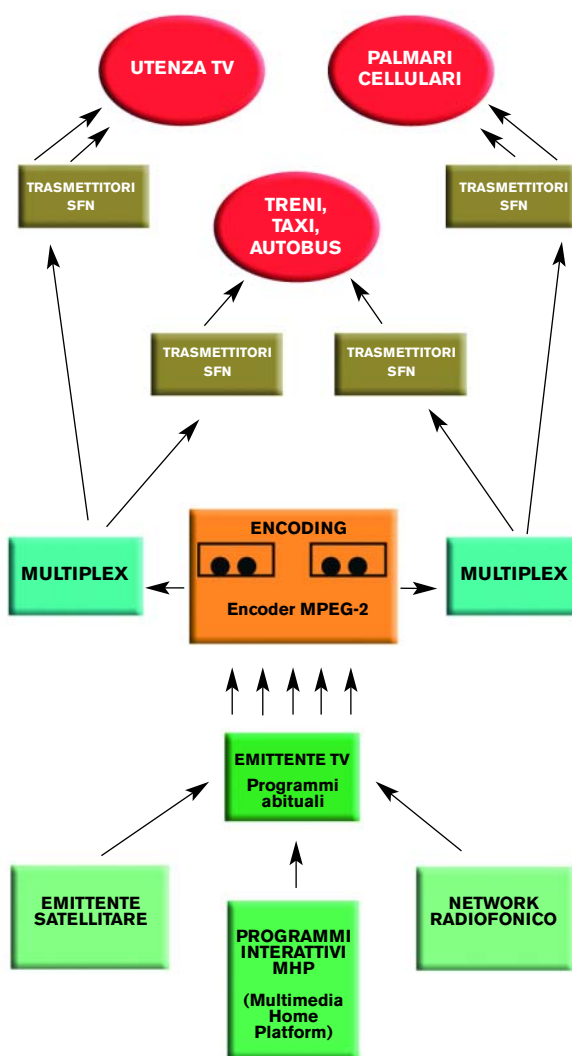 UTENZA TV
PALMARI
CELLULARI
TRASMETTITORI
SFN
TRASMETTITORI
SFN
TRENI,
TAXI,
AUTOBUS
TRASMETTITORI
SFN
TRASMETTITORI
SFN
MULTIPLEX
ENCODING
Encoder MPEG-2
MULTIPLEX
EMITTENTE TV
Programmi
abituali
EMITTENTE
SATELLITARE
PROGRAMMI
INTERATTIVI
MHP
(Multimedia
Home
Platform)
NETWORK
RADIOFONICO